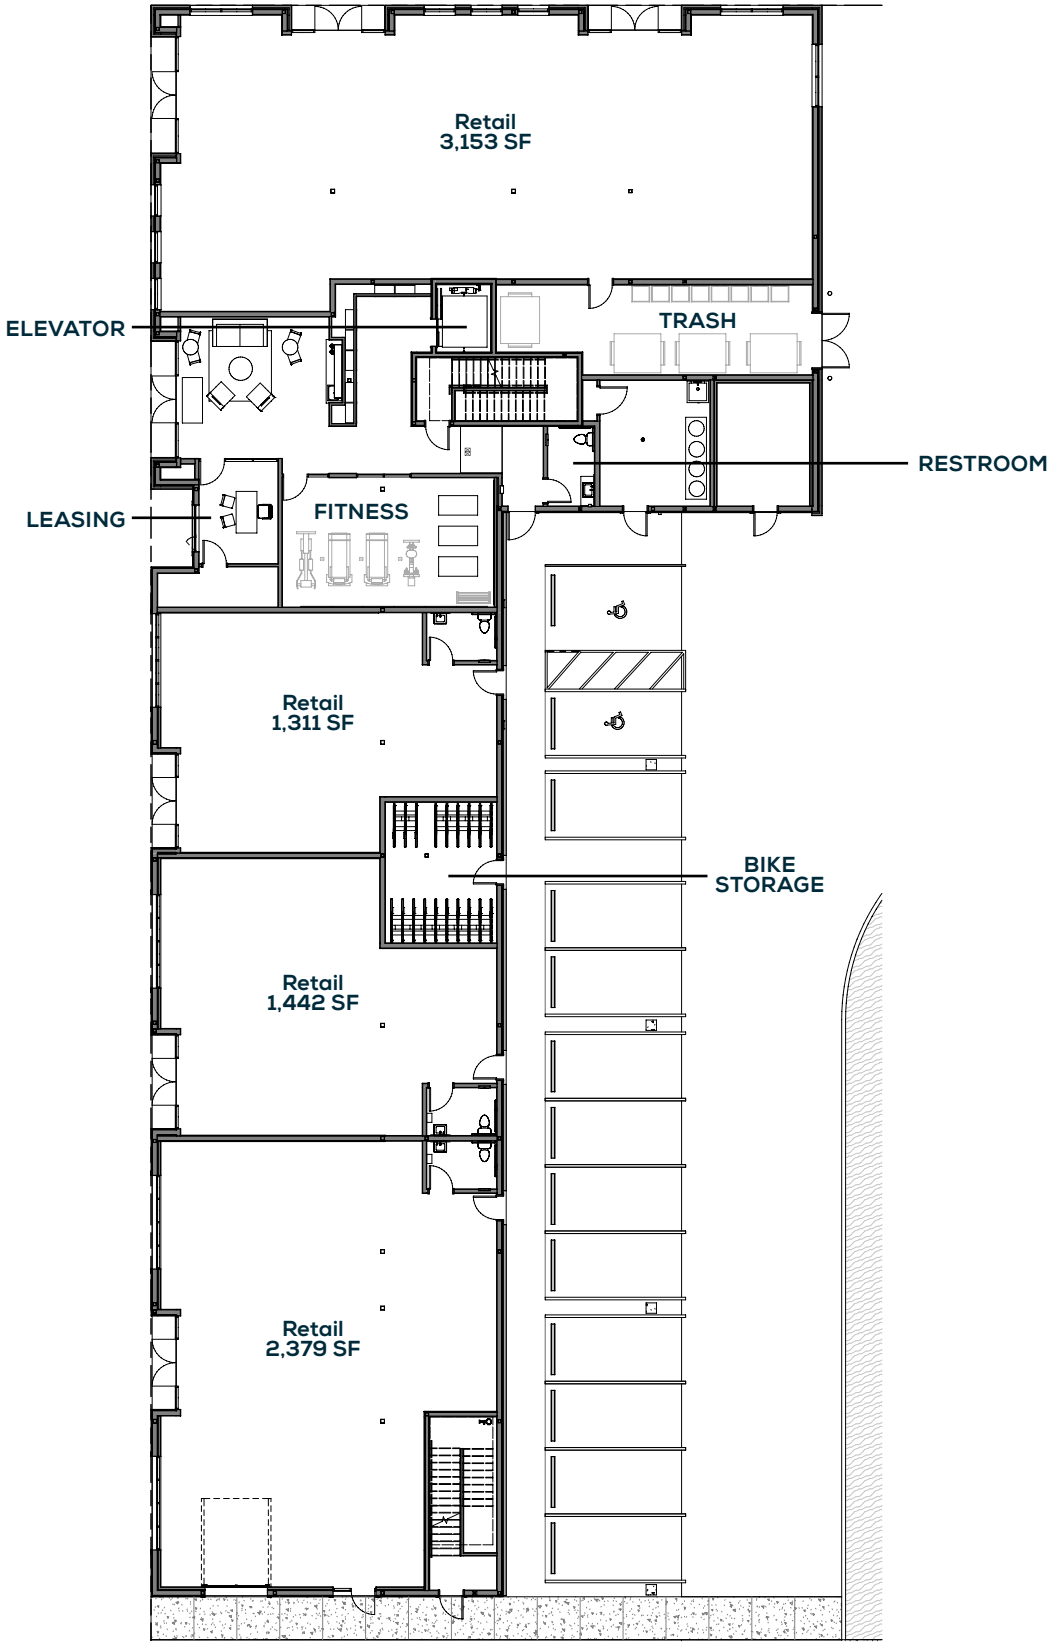 Retail
3,153 SF
ELEVATOR
TRASH
RESTROOM
LEASING
FITNESS
Retail
1,311 SF
BIKE
STORAGE
Retail
1,442 SF
Retail
2,379 SF